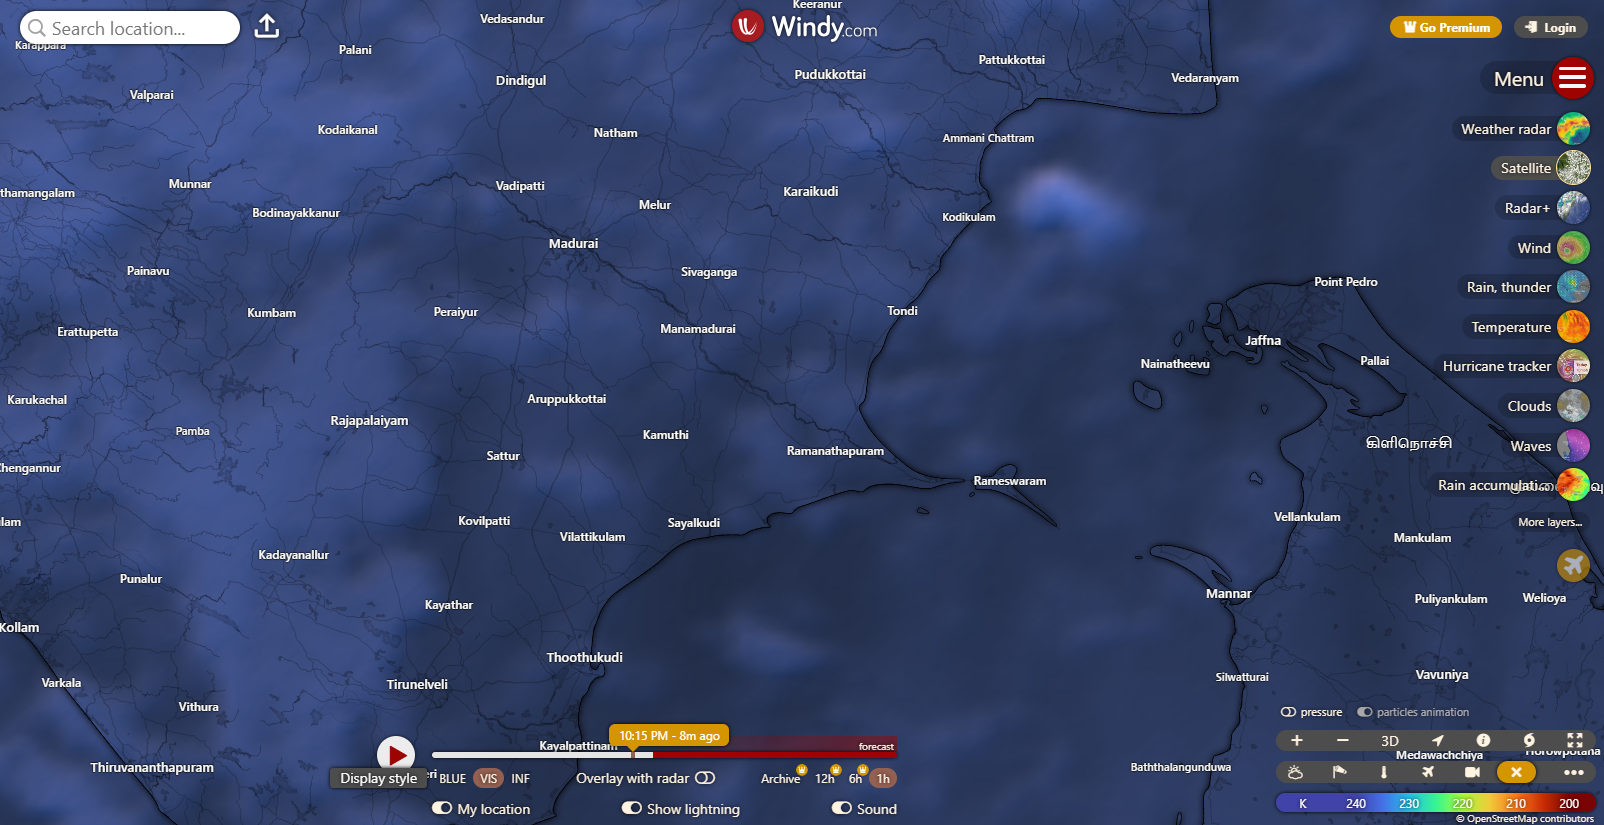 Keeranur
Search location...
Vedasandur
Windy.com
Go Premium
Login
Karappara
Palani
Pattukkottai
Dindigul
Pudukkottai
Vedaranyam
Menu
Valparai
Kodaikanal
Natham
Ammani Chattram
Weather radar
Satellite
Munnar
Vadipatti
Karaikudi
thamangalam
Melur
Radar+
Bodinayakkanur
Kodikulam
Madurai
Wind
Painavu
Sivaganga
Point Pedro
Rain, thunder
Kumbam
Peraiyur
Tondi
Erattupetta
Manamadurai
Temperature
Jaffna
Nainatheevu
Pallai
Hurricane tracker
Karukachal
Aruppukkottai
Clouds
Rajapalaiyam
Pamba
Kamuthi
கிளிநொச்சி
Waves
Sattur
Ramanathapuram
Chengannur
Rameswaram
Rain accumulati
lam
Kovilpatti
Sayalkudi
Vellankulam
More layers...
Vilattikulam
Mankulam
Kadayanallur
Punalur
Mannar
Kayathar
Puliyankulam
Welioya
Kollam
Thoothukudi
Varkala
Tirunelveli
Silwatturai
Vavuniya
Vithura
pressure
particles animation
10:15 PM - 8m ago
Kayalpattinam
forecast
3D
Medawachchiya
Horowpotana
Thiruvananthapuram
Baththalangunduwa
Display style
eri
BLUE
VIS
INF
Overlay with radar
Archive
12h
6h
1h
My location
Show lightning
Sound
K 240 230 220 210 200
© OpenStreetMap contributors